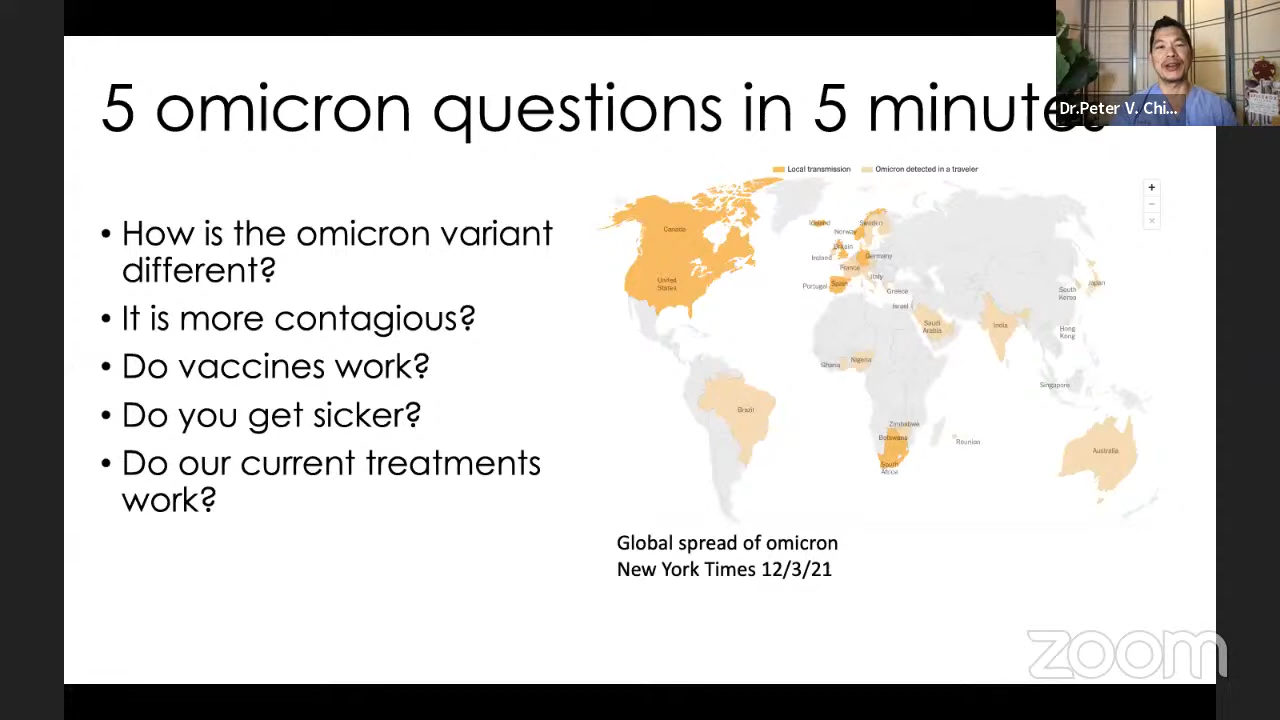 5 omicron questions in 5 minutes
Dr.Peter V. Chi...
Local transmission
Omicron detected in a traveler
+
−
×
• How is the omicron variant
different?
• It is more contagious?
• Do vaccines work?
• Do you get sicker?
• Do our current treatments
work?
Canada
United
States
Iceland
Sweden
Norway
Britain
Ireland
Germany
France
Italy
Portugal
Spain
Greece
Israel
South
Korea
Japan
Saudi
Arabia
India
Hong
Kong
Ghana
Nigeria
Singapore
Brazil
Zimbabwe
Botswana
Reunion
South
Africa
Australia
Global spread of omicron
New York Times 12/3/21
zoom